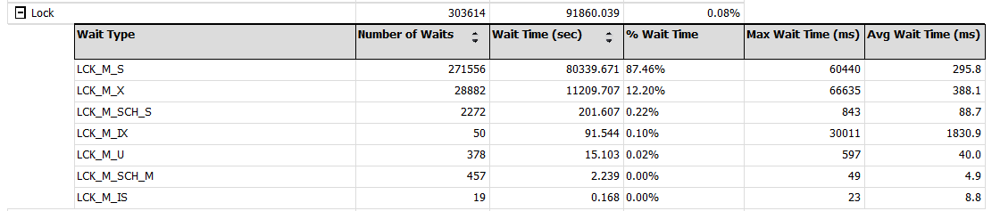 Lock 303614 91860.039 0.08%
Wait Type Number of Waits Wait Time (sec) % Wait Time Max Wait Time (ms) Avg Wait Time (ms)
LCK_M_S 271556 80339.671 87.46% 60440 295.8
LCK_M_X 28882 11209.707 12.20% 66635 388.1
LCK_M_SCH_S 2272 201.607 0.22% 843 88.7
LCK_M_IX 50 91.544 0.10% 30011 1830.9
LCK_M_U 378 15.103 0.02% 597 40.0
LCK_M_SCH_M 457 2.239 0.00% 49 4.9
LCK_M_IS 19 0.168 0.00% 23 8.8